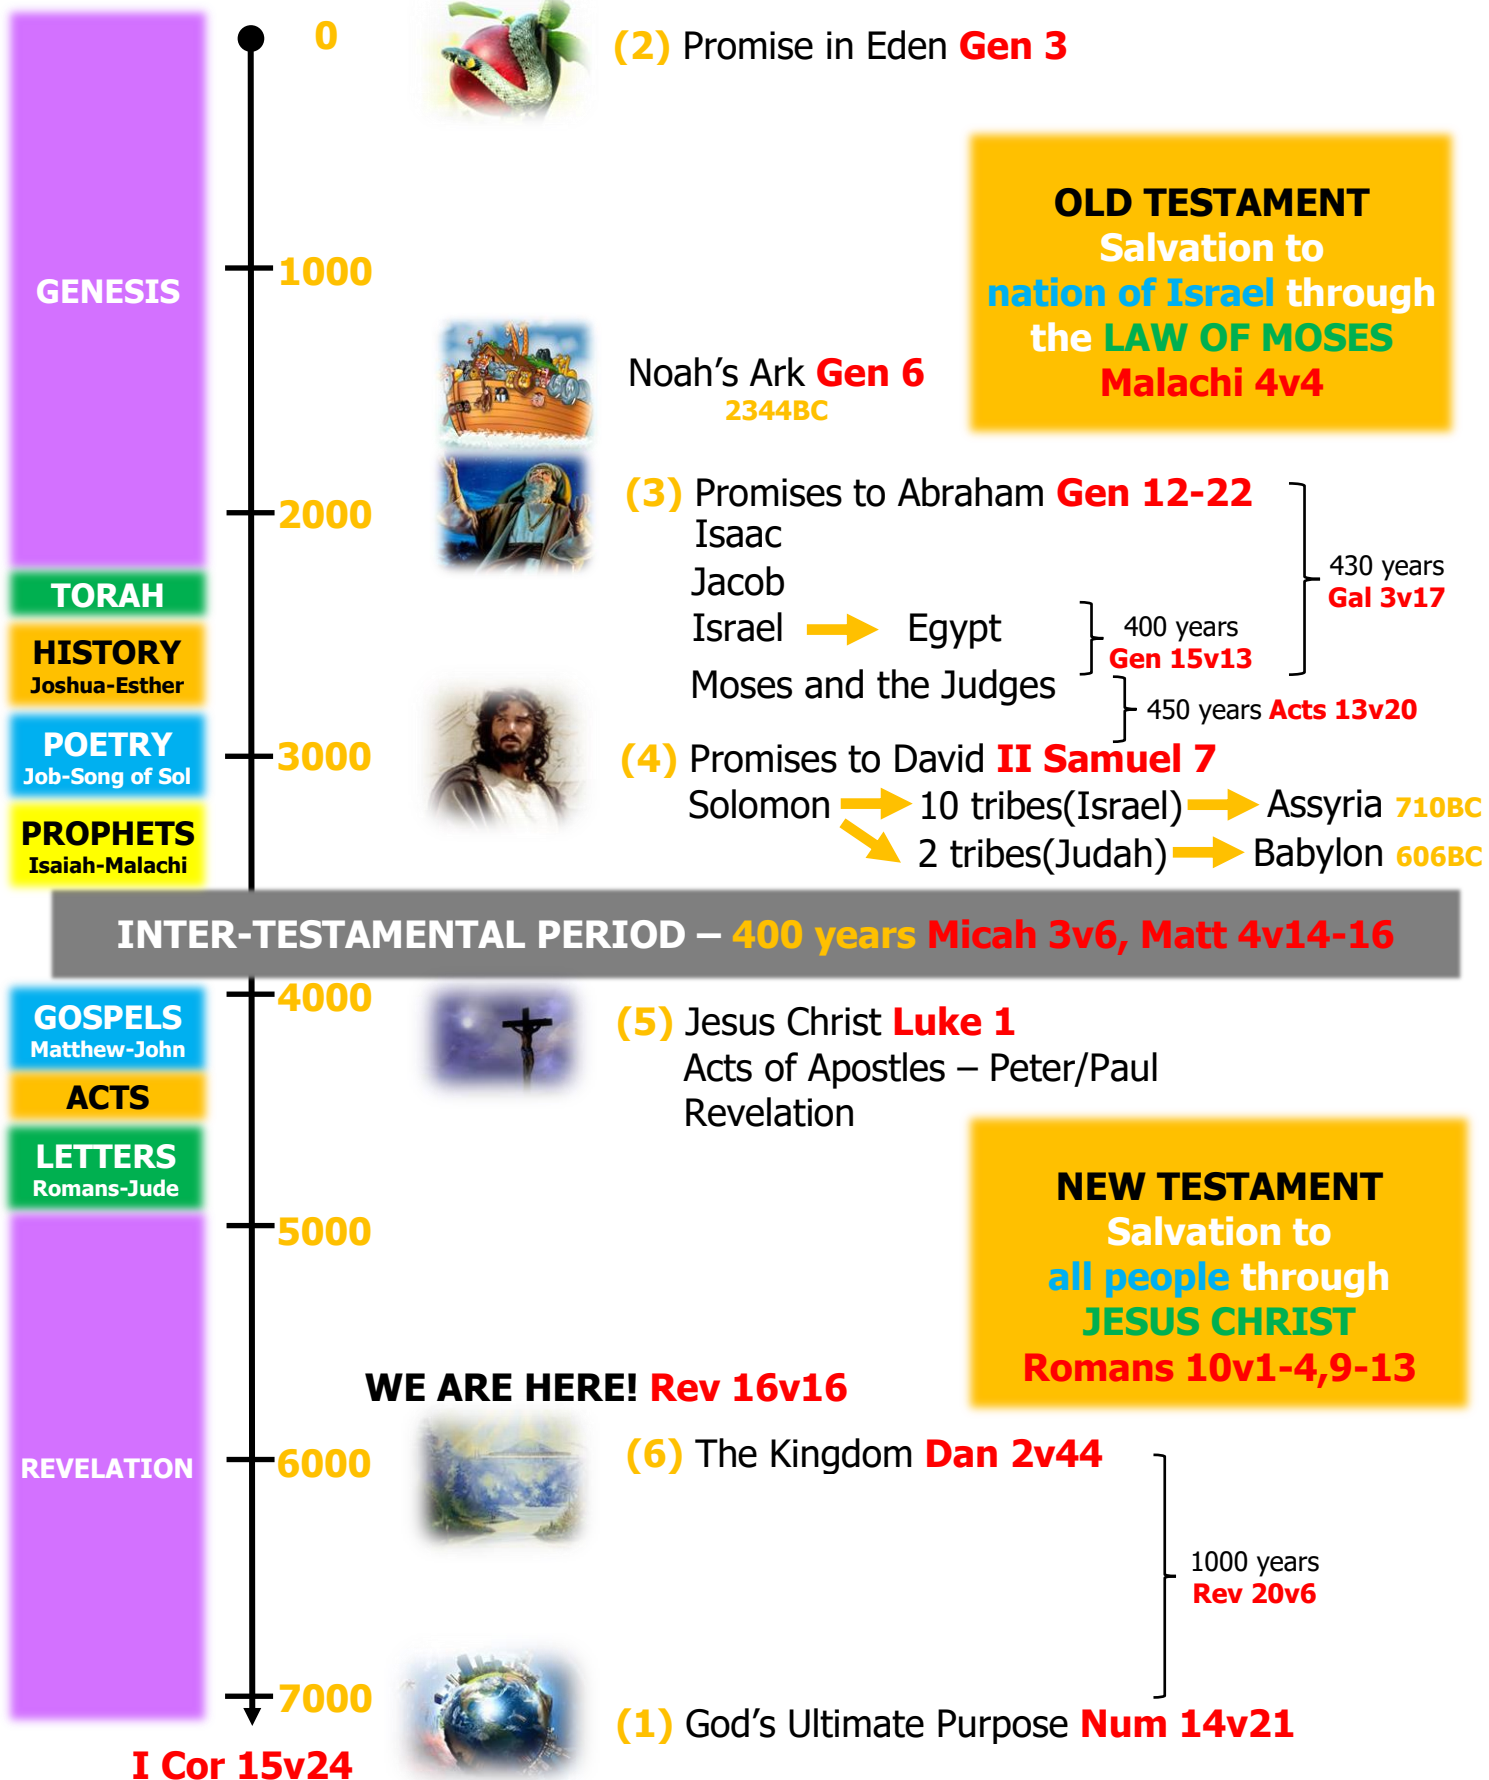 0
(2) Promise in Eden Gen 3
OLD TESTAMENT
Salvation to
nation of Israel through
the LAW OF MOSES
Malachi 4v4
GENESIS
1000
Noah's Ark Gen 6
2344BC
2000
(3) Promises to Abraham Gen 12-22
Isaac
Jacob
Israel Egypt
400 years
Gen 15v13
430 years
Gal 3v17
Moses and the Judges
450 years Acts 13v20
TORAH
HISTORY
Joshua-Esther
POETRY
Job-Song of Sol
PROPHETS
Isaiah-Malachi
3000
(4) Promises to David II Samuel 7
Solomon 10 tribes(Israel) Assyria 710BC
2 tribes(Judah) Babylon 606BC
INTER-TESTAMENTAL PERIOD – 400 years Micah 3v6, Matt 4v14-16
4000
GOSPELS
Matthew-John
ACTS
LETTERS
Romans-Jude
(5) Jesus Christ Luke 1
Acts of Apostles – Peter/Paul
Revelation
NEW TESTAMENT
Salvation to
all people through
JESUS CHRIST
Romans 10v1-4,9-13
5000
WE ARE HERE! Rev 16v16
REVELATION
6000
(6) The Kingdom Dan 2v44
1000 years
Rev 20v6
7000
(1) God's Ultimate Purpose Num 14v21
I Cor 15v24